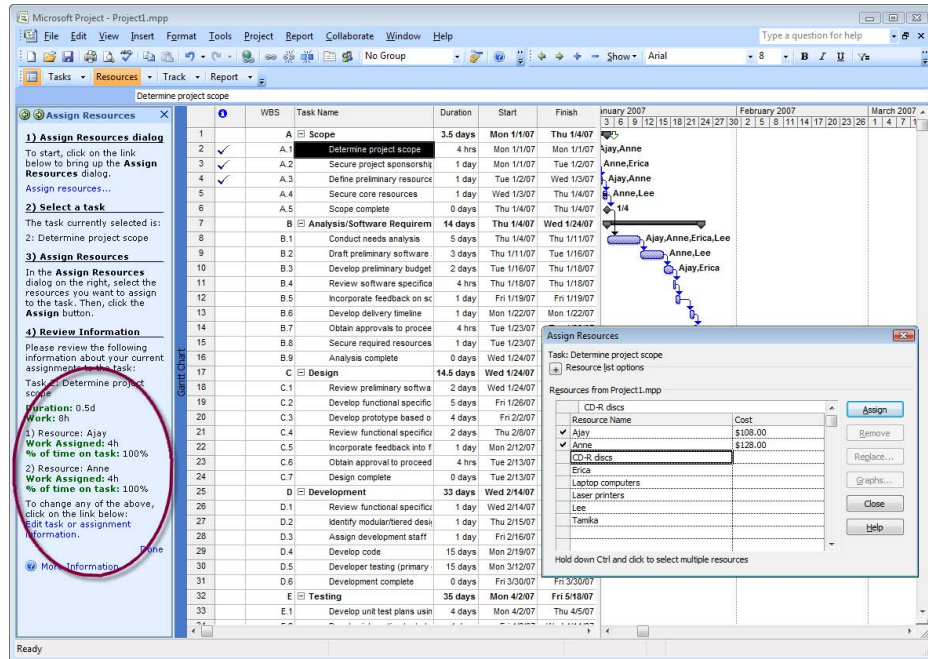 Microsoft Project - Project1.mpp
File Edit View Insert Format Tools Project Report Collaborate Window Help
Type a question for help
No Group Show Arial 8 B I U
Tasks Resources Track Report
Determine project scope
Assign Resources
1) Assign Resources dialog
To start, click on the link
below to bring up the Assign
Resources dialog.
Assign resources...
2) Select a task
The task currently selected is:
2: Determine project scope
3) Assign Resources
In the Assign Resources
dialog on the right, select the
resources you want to assign
to the task. Then, click the
Assign button.
4) Review Information
Please review the following
information about your current
assignments to the task:
Task 2: Determine project
scope
Duration: 0.5d
Work: 8h
1) Resource: Ajay
Work Assigned: 4h
% of time on task: 100%
2) Resource: Anne
Work Assigned: 4h
% of time on task: 100%
To change any of the above,
click on the link below:
Edit task or assignment
information.
Done
More Information
Gantt Chart
WBS Task Name Duration Start Finish
1 A Scope 3.5 days Mon 1/1/07 Thu 1/4/07
2 A.1 Determine project scope 4 hrs Mon 1/1/07 Mon 1/1/07
3 A.2 Secure project sponsorship 1 day Mon 1/1/07 Tue 1/2/07
4 A.3 Define preliminary resource 1 day Tue 1/2/07 Wed 1/3/07
5 A.4 Secure core resources 1 day Wed 1/3/07 Thu 1/4/07
6 A.5 Scope complete 0 days Thu 1/4/07 Thu 1/4/07
7 B Analysis/Software Requirem 14 days Thu 1/4/07 Wed 1/24/07
8 B.1 Conduct needs analysis 5 days Thu 1/4/07 Thu 1/11/07
9 B.2 Draft preliminary software 3 days Thu 1/11/07 Tue 1/16/07
10 B.3 Develop preliminary budget 2 days Tue 1/16/07 Thu 1/18/07
11 B.4 Review software specifica 4 hrs Thu 1/18/07 Thu 1/18/07
12 B.5 Incorporate feedback on sc 1 day Fri 1/19/07 Fri 1/19/07
13 B.6 Develop delivery timeline 1 day Mon 1/22/07 Mon 1/22/07
14 B.7 Obtain approvals to procee 4 hrs Tue 1/23/07
15 B.8 Secure required resources 1 day Tue 1/23/07
16 B.9 Analysis complete 0 days Wed 1/24/07
17 C Design 14.5 days Wed 1/24/07
18 C.1 Review preliminary softwa 2 days Wed 1/24/07
19 C.2 Develop functional specific 5 days Fri 1/26/07
20 C.3 Develop prototype based o 4 days Fri 2/2/07
21 C.4 Review functional specifica 2 days Thu 2/8/07
22 C.5 Incorporate feedback into f 1 day Mon 2/12/07
23 C.6 Obtain approval to proceed 4 hrs Tue 2/13/07
24 C.7 Design complete 0 days Tue 2/13/07
25 D Development 33 days Wed 2/14/07
26 D.1 Review functional specifica 1 day Wed 2/14/07
27 D.2 Identify modular/tiered desig 1 day Thu 2/15/07
28 D.3 Assign development staff 1 day Fri 2/16/07
29 D.4 Develop code 15 days Mon 2/19/07
30 D.5 Developer testing (primary 15 days Mon 3/12/07
31 D.6 Development complete 0 days Fri 3/30/07 Fri 3/30/07
32 E Testing 35 days Mon 4/2/07 Fri 5/18/07
33 E.1 Develop unit test plans usin 4 days Mon 4/2/07 Thu 4/5/07
anuary 2007 February 2007 March 2007
3 6 9 12 15 18 21 24 27 30 2 5 8 11 14 17 20 23 26 1 4 7 1
Ajay,Anne
Anne,Erica
Ajay,Anne
Anne,Lee
1/4
Ajay,Anne,Erica,Lee
Anne,Lee
Ajay,Erica
Assign Resources
Task: Determine project scope
+ Resource list options
Resources from Project1.mpp
CD-R discs
Resource Name Cost
Ajay $108.00
Anne $128.00
CD-R discs
Erica
Laptop computers
Laser printers
Lee
Tamika
Assign
Remove
Replace...
Graphs...
Close
Help
Hold down Ctrl and click to select multiple resources
Ready